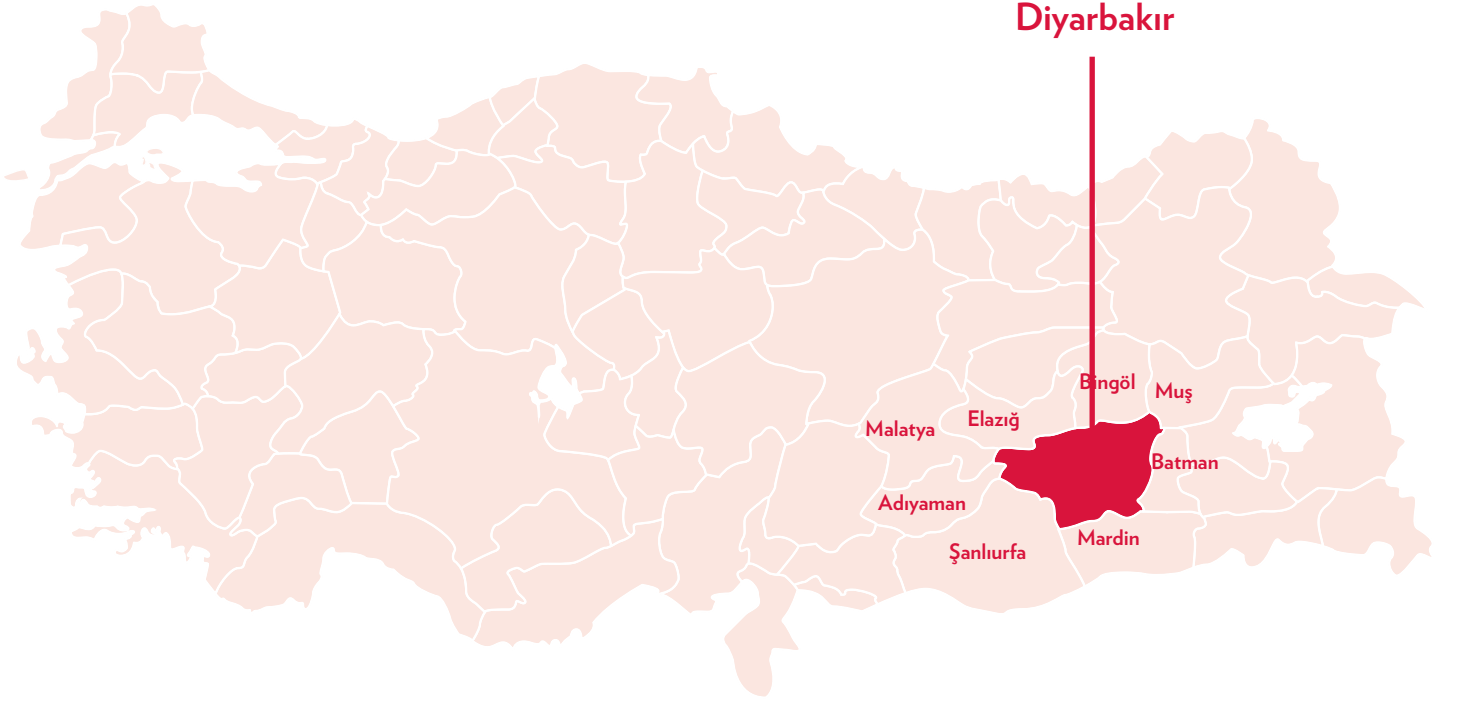 Diyarbakır
Bingöl
Muş
Elazığ
Malatya
Batman
Adıyaman
Mardin
Şanlıurfa